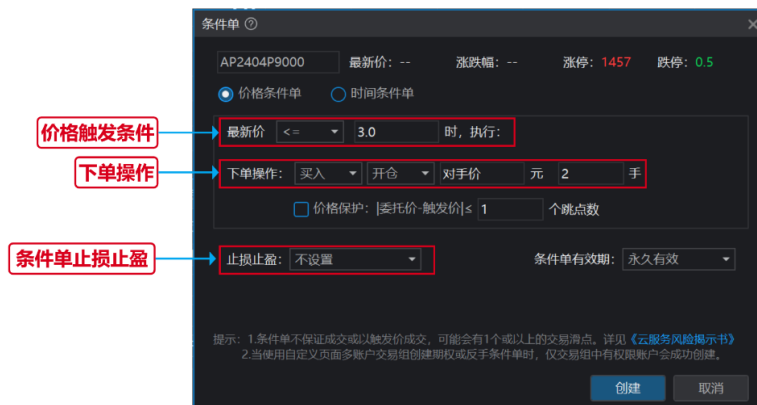 条件单
AP2404P9000 最新价: -- 涨跌幅: -- 涨停: 1457 跌停: 0.5
价格条件单 时间条件单
价格触发条件
最新价 <= 3.0 时，执行:
下单操作
下单操作: 买入 开仓 对手价 元 2 手
价格保护: |委托价-触发价|≤ 1 个跳点数
条件单止损止盈
止损止盈: 不设置 条件单有效期: 永久有效
提示: 1.条件单不保证成交或以触发价成交，可能会有1个或以上的交易滑点。详见《云服务风险揭示书》
2.当使用自定义页面多账户交易组创建期权或反手条件单时，仅交易组中有权限账户会成功创建。
创建 取消